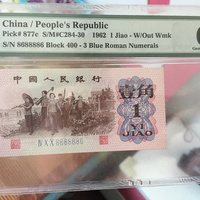 China / People's Republic
Pick# 877c S/M#C284-30 1962 1 Jiao - W/Out Wmk
S/N 8688886 Block 400 - 3 Blue Roman Numerals
中国人民银行
壹角
1
YI JIAO
8688886